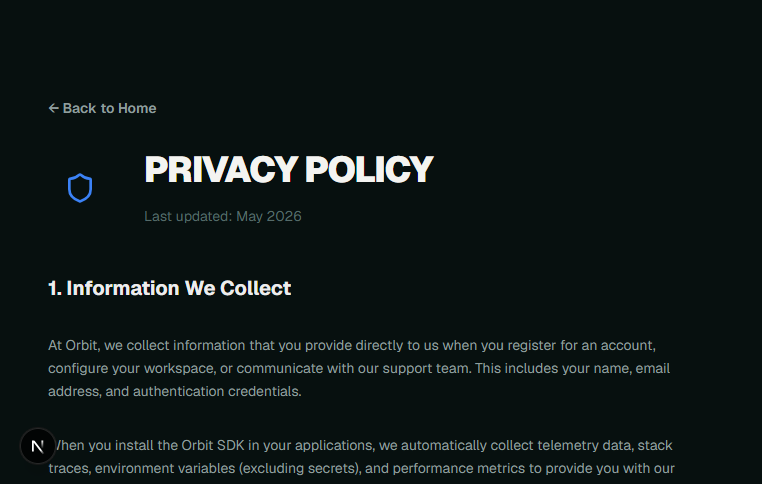 ← Back to Home
PRIVACY POLICY
Last updated: May 2026
1. Information We Collect
At Orbit, we collect information that you provide directly to us when you register for an account,
configure your workspace, or communicate with our support team. This includes your name, email
address, and authentication credentials.
When you install the Orbit SDK in your applications, we automatically collect telemetry data, stack
traces, environment variables (excluding secrets), and performance metrics to provide you with our
N